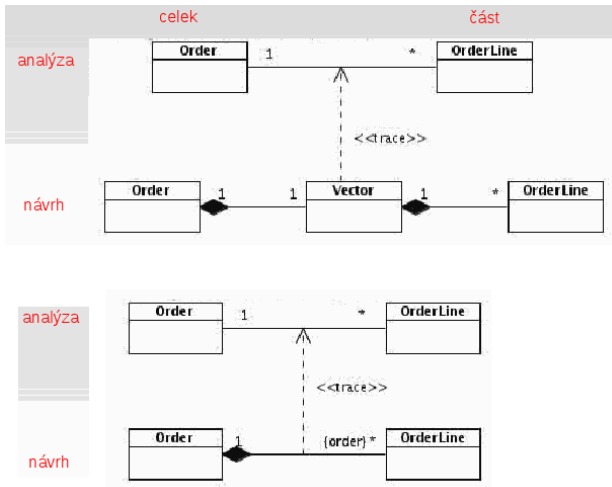 celek část
analýza Order 1 * OrderLine
<<trace>>
návrh Order 1 1 Vector 1 * OrderLine
analýza Order 1 * OrderLine
<<trace>>
návrh Order 1 {order} * OrderLine